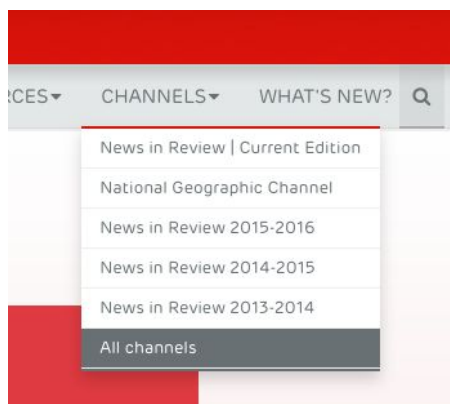 CHANNELS WHAT'S NEW?
News in Review | Current Edition
National Geographic Channel
News in Review 2015-2016
News in Review 2014-2015
News in Review 2013-2014
All channels